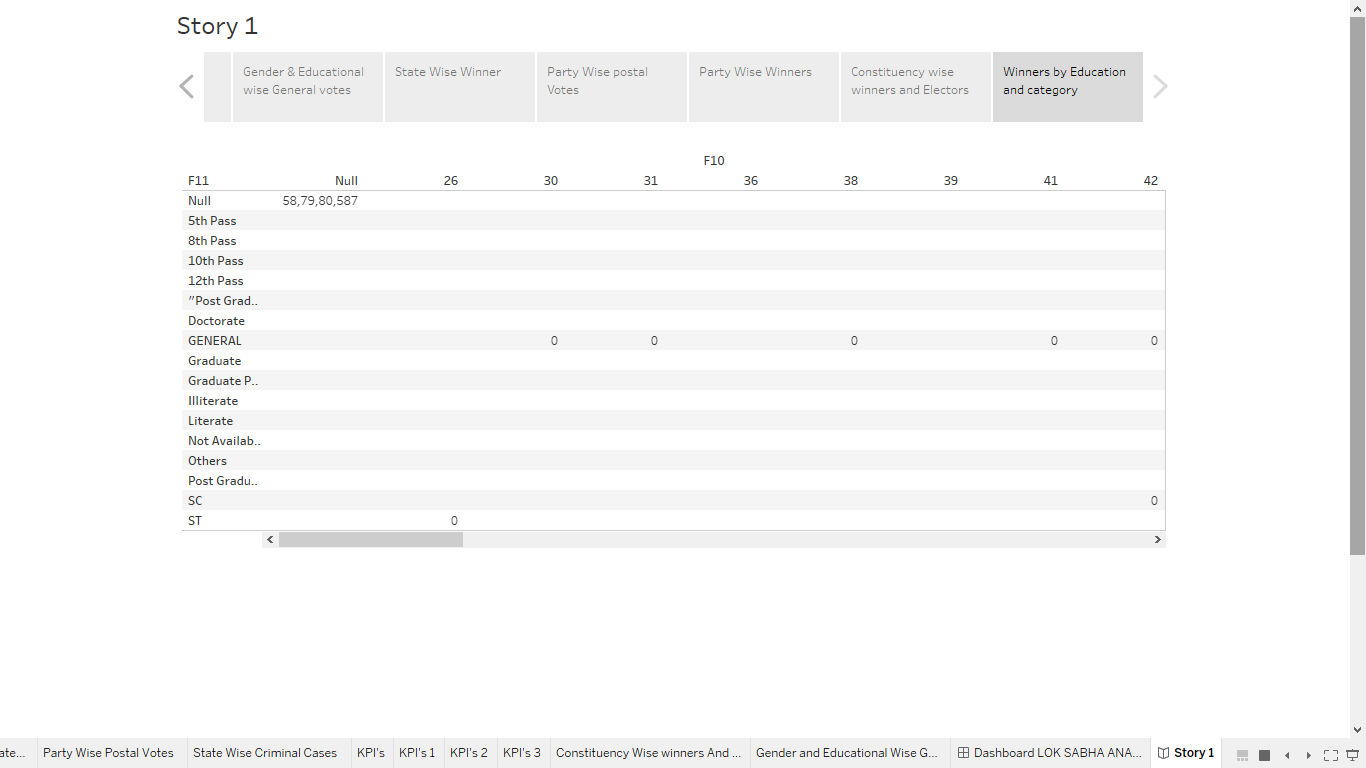 Story 1
Gender & Educational
wise General votes
State Wise Winner
Party Wise postal
Votes
Party Wise Winners
Constituency wise
winners and Electors
Winners by Education
and category
F10
F11 Null 26 30 31 36 38 39 41 42
Null 58,79,80,587
5th Pass
8th Pass
10th Pass
12th Pass
"Post Grad..
Doctorate
GENERAL 0 0 0 0 0
Graduate
Graduate P..
Illiterate
Literate
Not Availab..
Others
Post Gradu..
SC 0
ST 0
ate... Party Wise Postal Votes State Wise Criminal Cases KPI's KPI's 1 KPI's 2 KPI's 3 Constituency Wise winners And ... Gender and Educational Wise G... Dashboard LOK SABHA ANA... Story 1